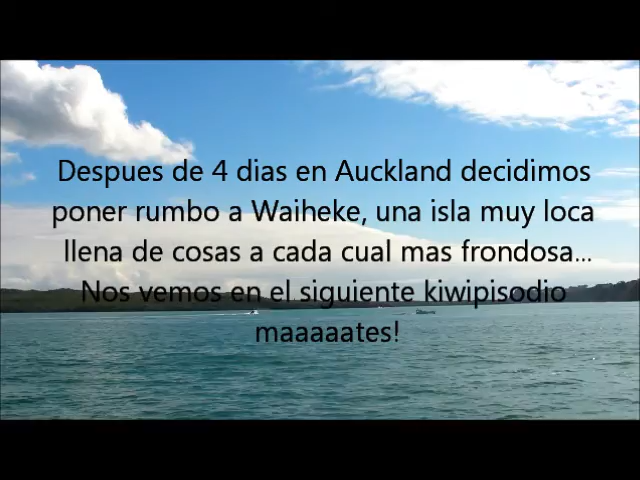 Despues de 4 dias en Auckland decidimos
poner rumbo a Waiheke, una isla muy loca
llena de cosas a cada cual mas frondosa...
Nos vemos en el siguiente kiwipisodio
maaaaates!